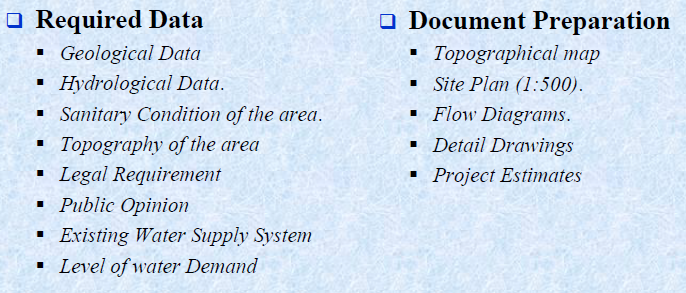 ❑ Required Data
▪ Geological Data
▪ Hydrological Data.
▪ Sanitary Condition of the area.
▪ Topography of the area
▪ Legal Requirement
▪ Public Opinion
▪ Existing Water Supply System
▪ Level of water Demand
❑ Document Preparation
▪ Topographical map
▪ Site Plan (1:500).
▪ Flow Diagrams.
▪ Detail Drawings
▪ Project Estimates